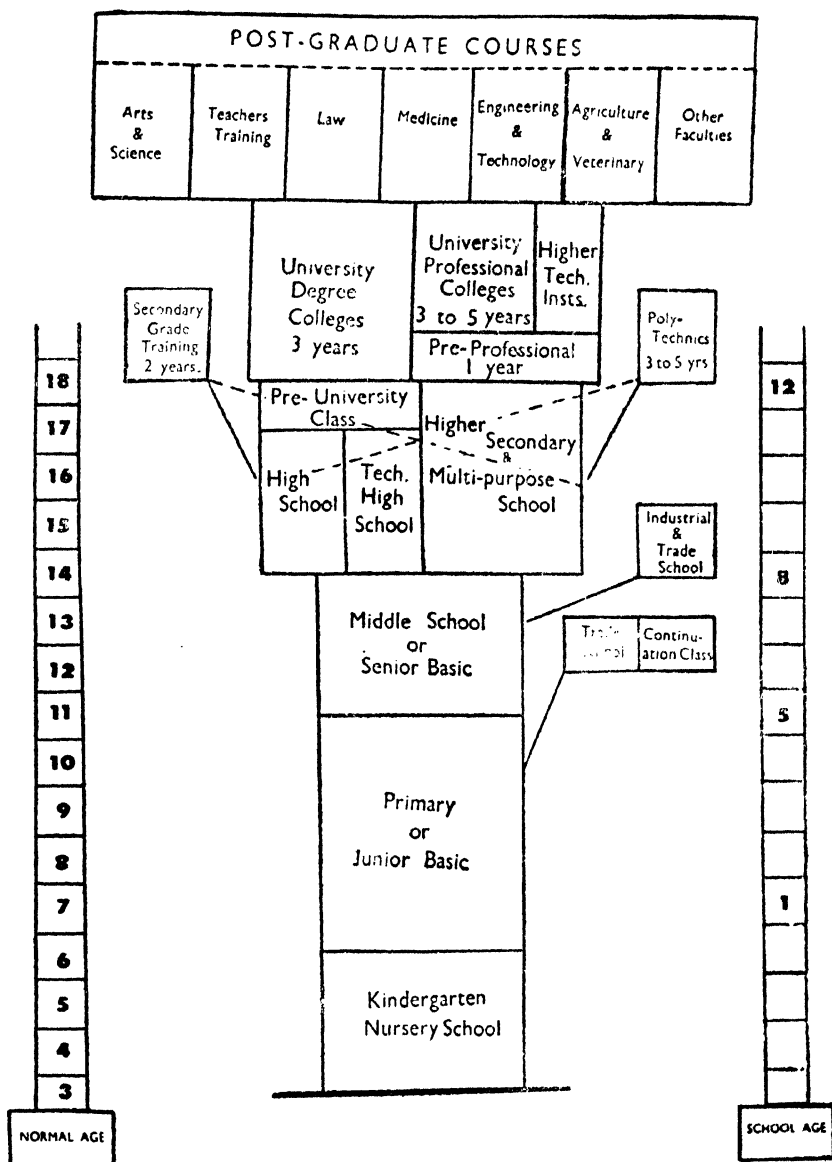 POST-GRADUATE COURSES
Arts
&
Science
Teachers
Training
Law
Medicine
Engineering
&
Technology
Agriculture
&
Veterinary
Other
Faculties
University
Degree
Colleges
3 years
University
Professional
Colleges
3 to 5 years
Higher
Tech.
Insts.
Pre-Professional
1 year
Secondary
Grade
Training
2 years.
Poly-
Technics
3 to 5 yrs
Pre-University
Class
High
School
Tech.
High
School
Higher
Secondary
&
Multi-purpose
School
Industrial
&
Trade
School
Middle School
or
Senior Basic
Trade
Continu-
ation Class
Primary
or
Junior Basic
Kindergarten
Nursery School
18
17
16
15
14
13
12
11
10
9
8
7
6
5
4
3
NORMAL AGE
12
8
5
1
SCHOOL AGE